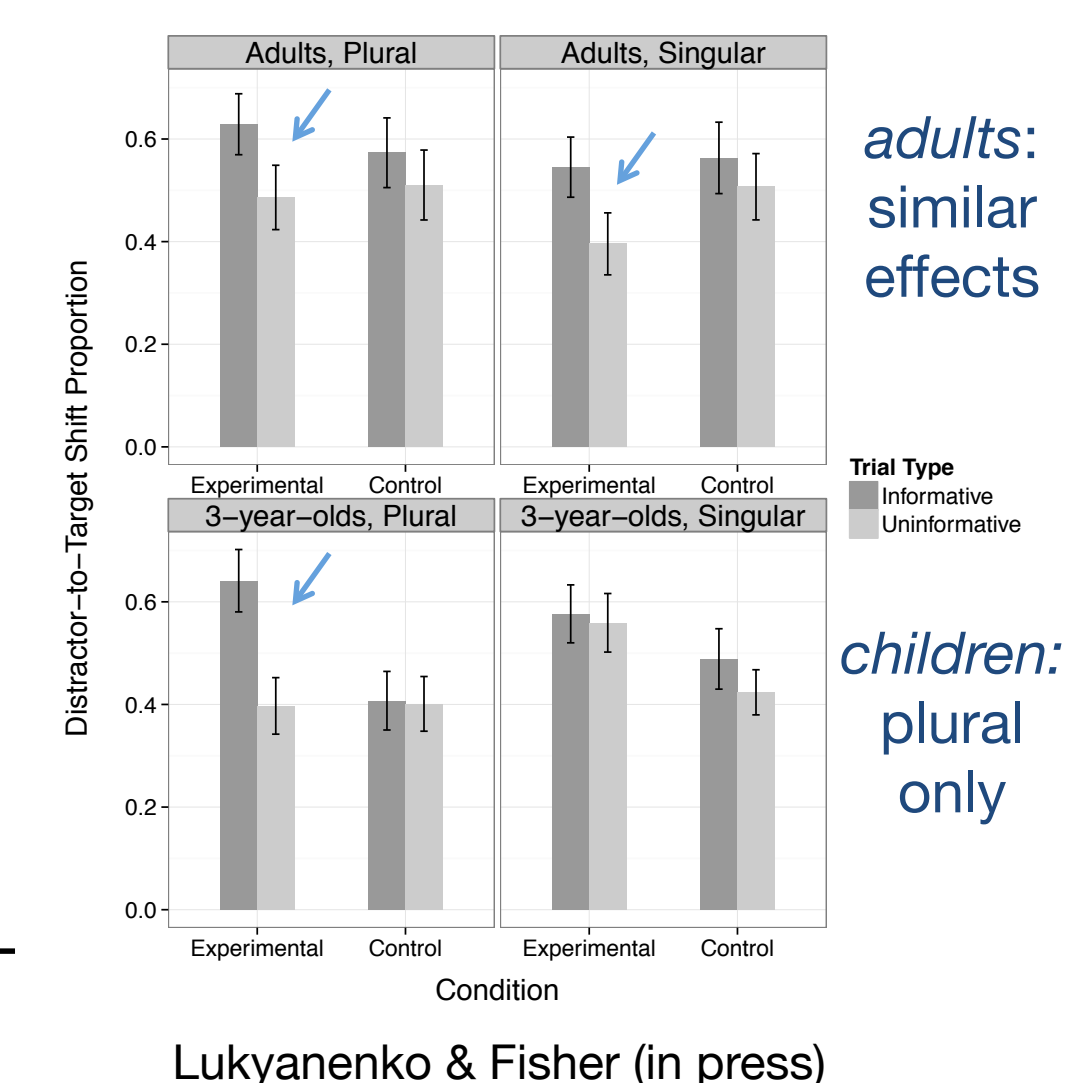 Adults, Plural
Adults, Singular
Distractor−to−Target Shift Proportion
0.6
0.4
0.2
0.0
Experimental
Control
Experimental
Control
adults:
similar
effects
Trial Type
Informative
Uninformative
3−year−olds, Plural
3−year−olds, Singular
0.6
0.4
0.2
0.0
Experimental
Control
Experimental
Control
Condition
children:
plural
only
Lukyanenko & Fisher (in press)